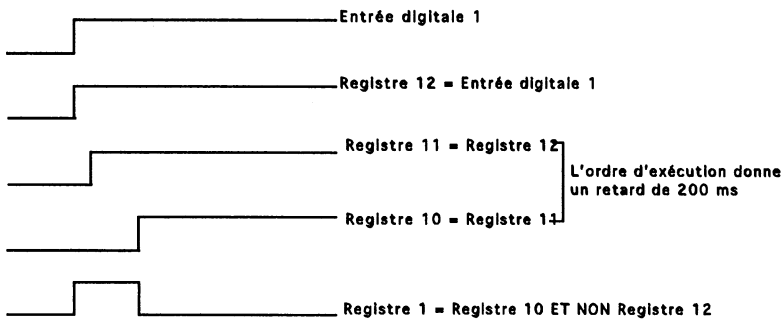 Entrée digitale 1
Registre 12 = Entrée digitale 1
Registre 11 = Registre 12
L'ordre d'exécution donne
un retard de 200 ms
Registre 10 = Registre 11
Registre 1 = Registre 10 ET NON Registre 12